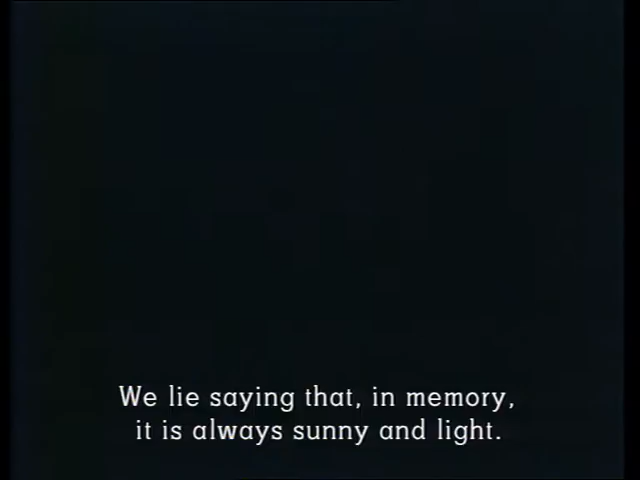 We lie saying that, in memory,
it is always sunny and light.